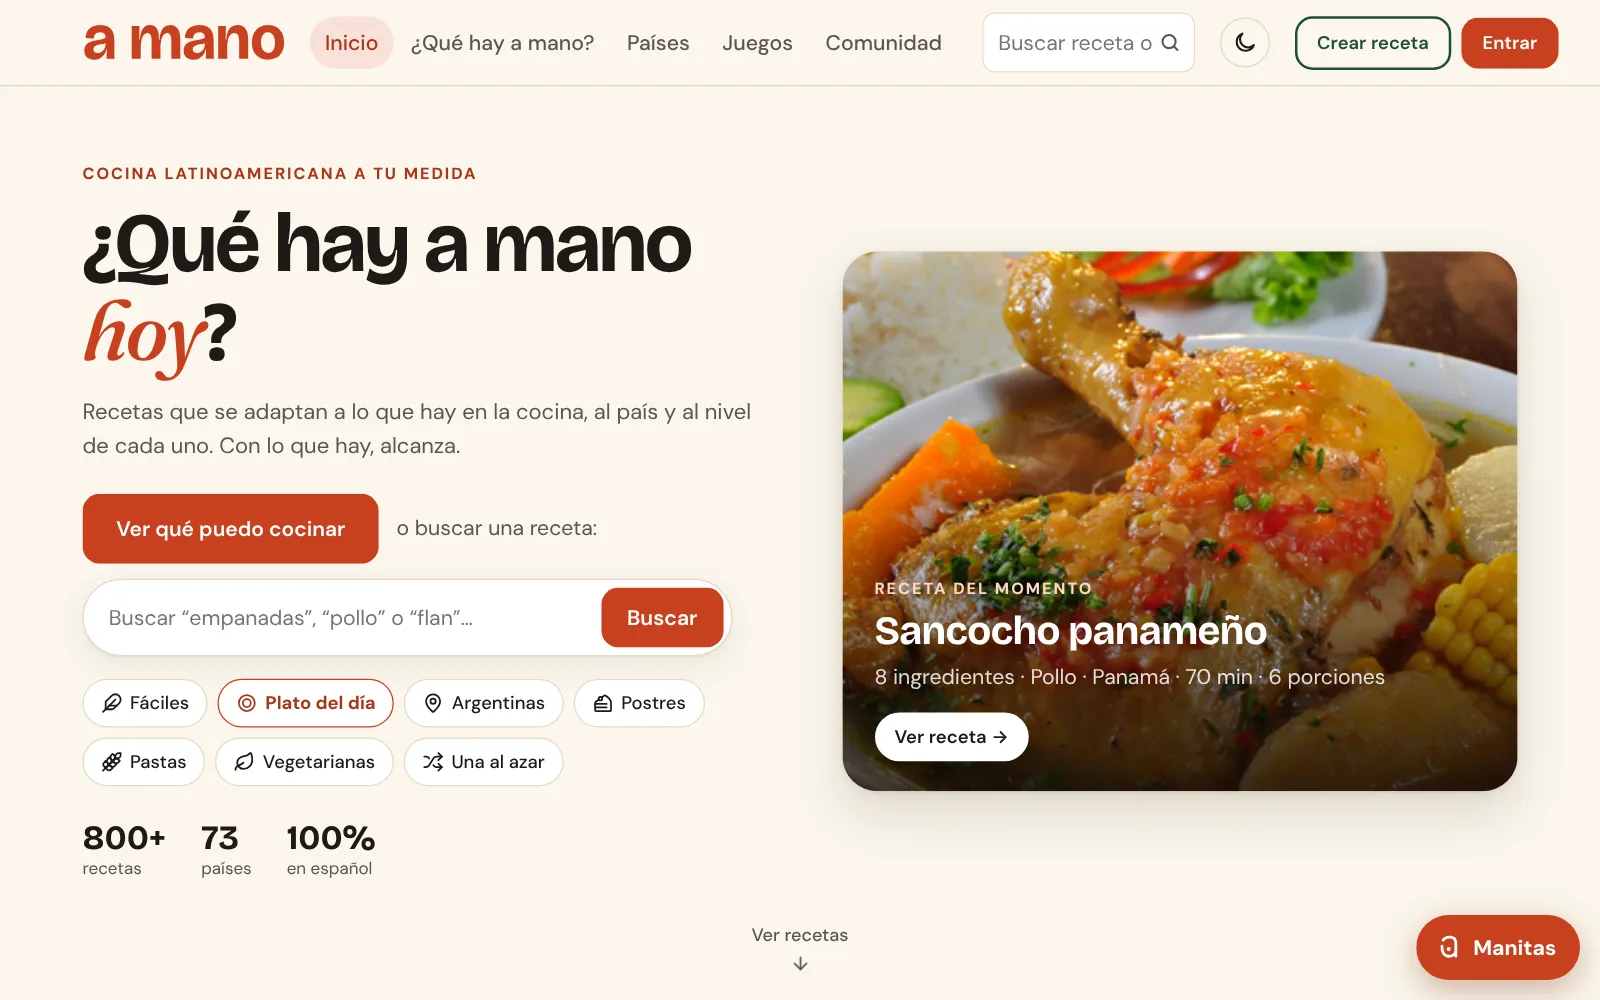 a mano
Inicio
¿Qué hay a mano?
Países
Juegos
Comunidad
Buscar receta o
Crear receta
Entrar
COCINA LATINOAMERICANA A TU MEDIDA
¿Qué hay a mano
hoy?
Recetas que se adaptan a lo que hay en la cocina, al país y al nivel
de cada uno. Con lo que hay, alcanza.
Ver qué puedo cocinar
o buscar una receta:
Buscar “empanadas”, “pollo” o “flan”...
Buscar
Fáciles
Plato del día
Argentinas
Postres
Pastas
Vegetarianas
Una al azar
800+
recetas
73
países
100%
en español
RECETA DEL MOMENTO
Sancocho panameño
8 ingredientes · Pollo · Panamá · 70 min · 6 porciones
Ver receta →
Ver recetas
↓
Manitas